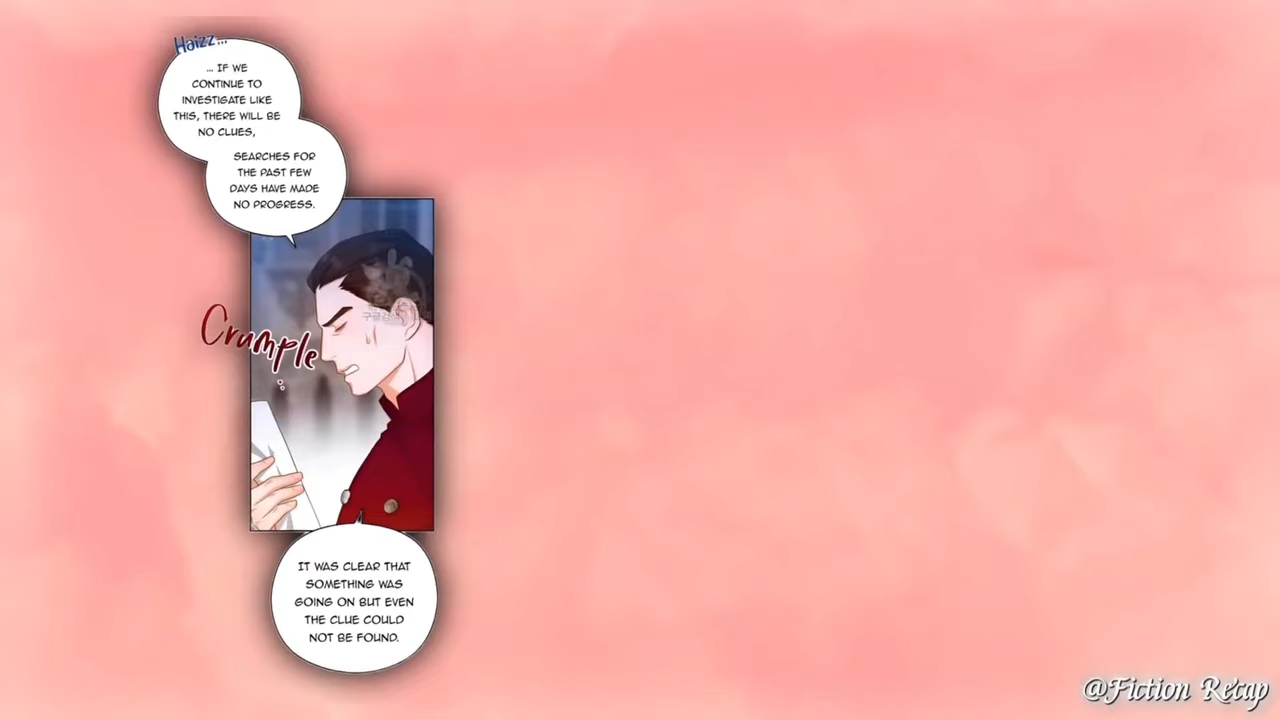 Haizz...
... IF WE
CONTINUE TO
INVESTIGATE LIKE
THIS, THERE WILL BE
NO CLUES,
SEARCHES FOR
THE PAST FEW
DAYS HAVE MADE
NO PROGRESS.
Crumple
IT WAS CLEAR THAT
SOMETHING WAS
GOING ON BUT EVEN
THE CLUE COULD
NOT BE FOUND.
@Fiction Recap